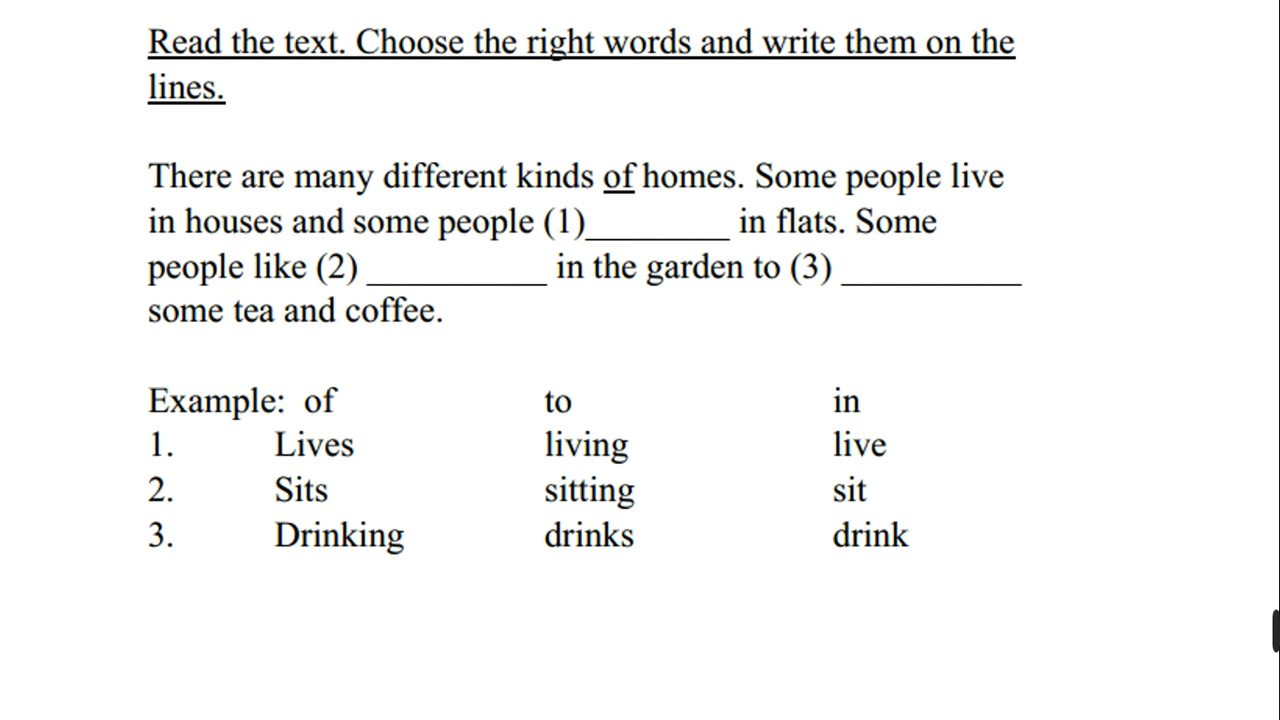 Read the text. Choose the right words and write them on the
lines.
There are many different kinds of homes. Some people live
in houses and some people (1)________ in flats. Some
people like (2) __________ in the garden to (3) __________
some tea and coffee.
Example: of to in
1. Lives living live
2. Sits sitting sit
3. Drinking drinks drink